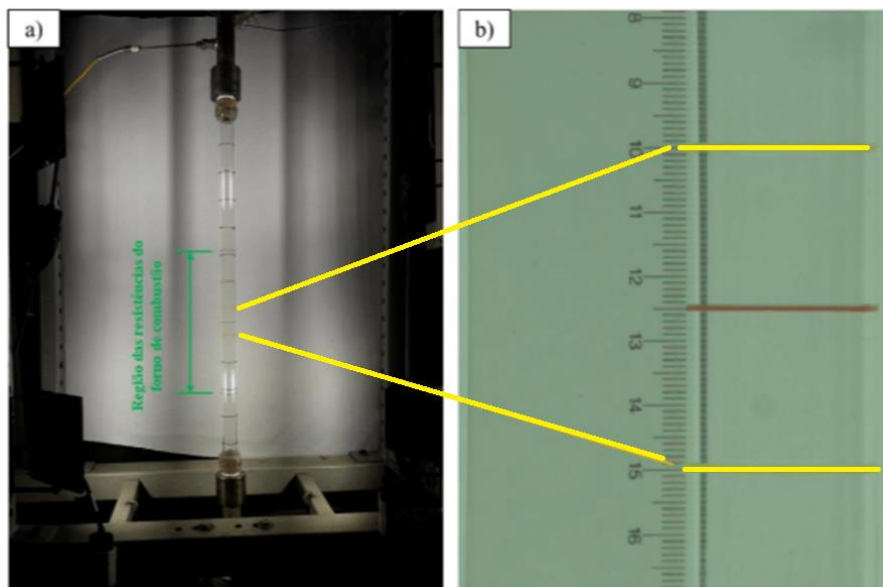 a)
Região das resistências do
forno de combustão
b)
8
9
10
11
12
13
14
15
16